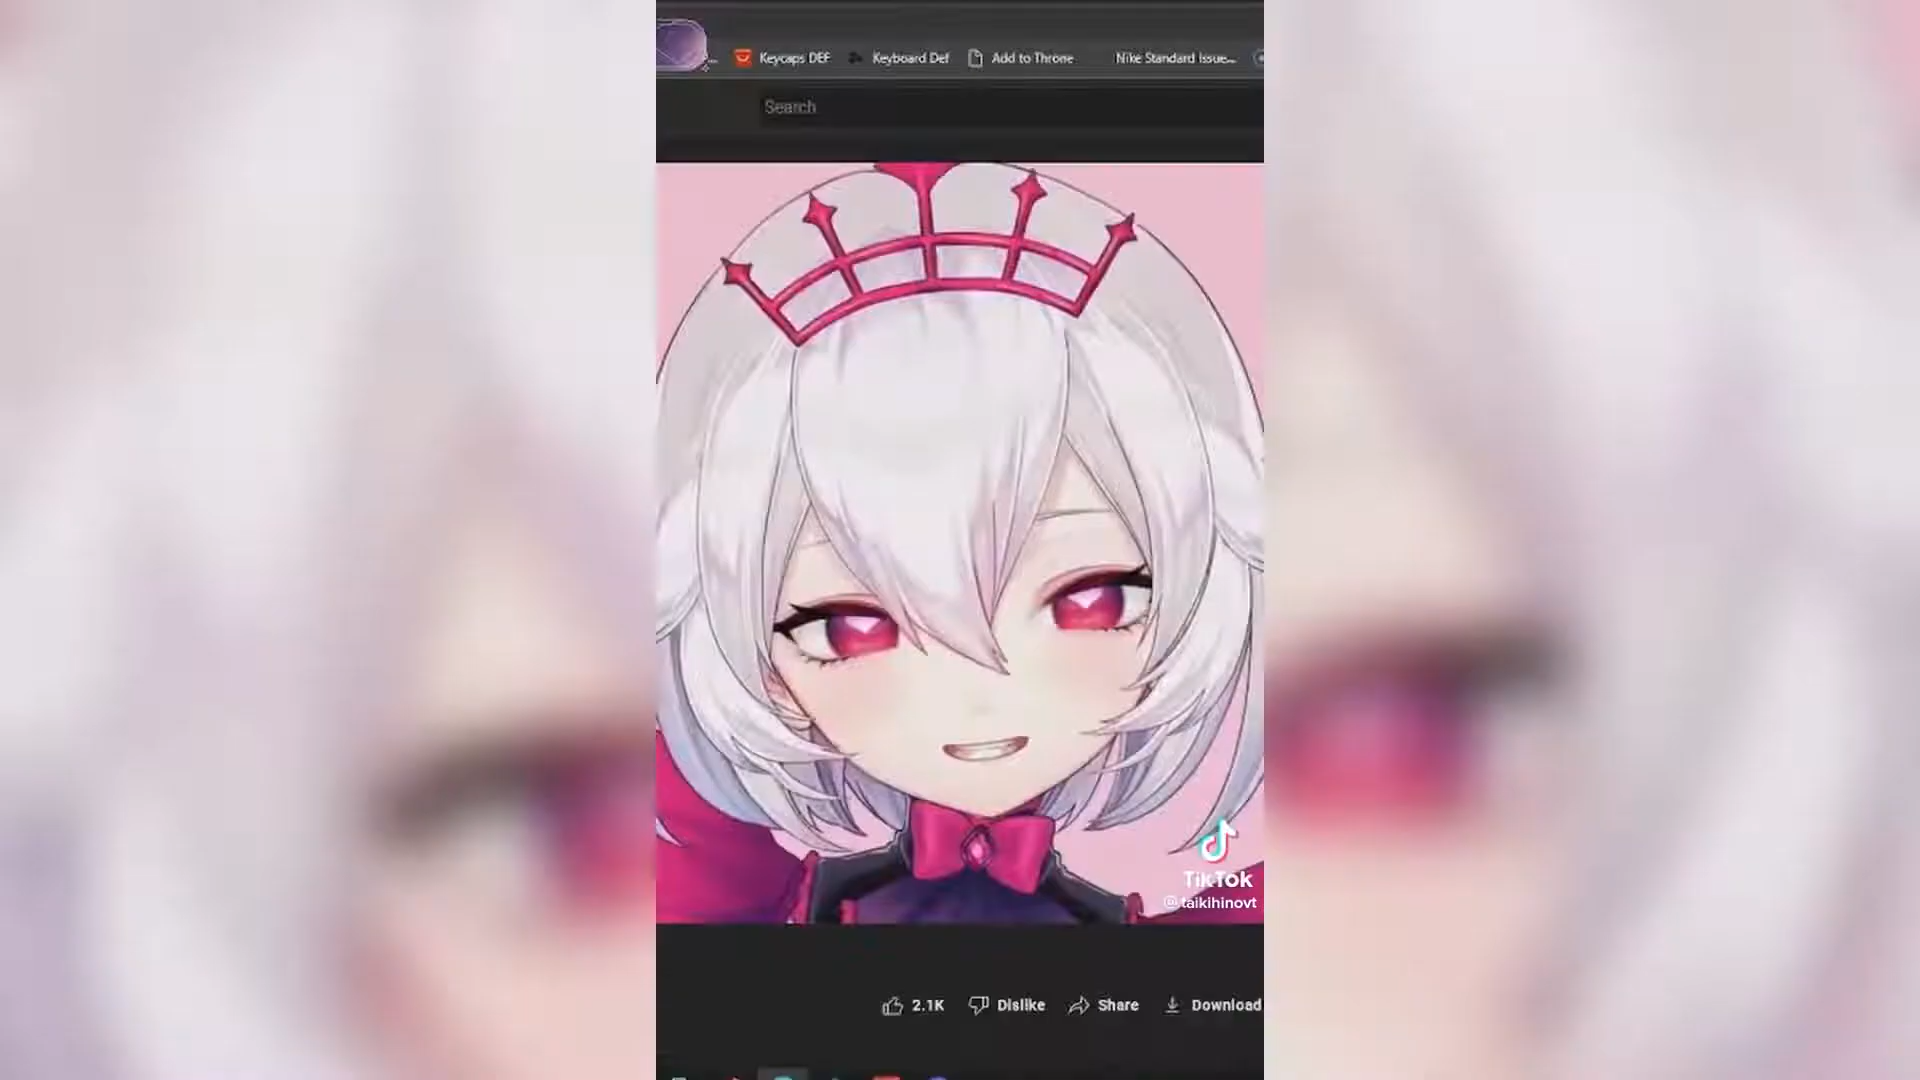 Keycaps DEF Keyboard Def Add to Throne Nike Standard Issue...
Search
TikTok
@taikihinovt
2.1K Dislike Share Download